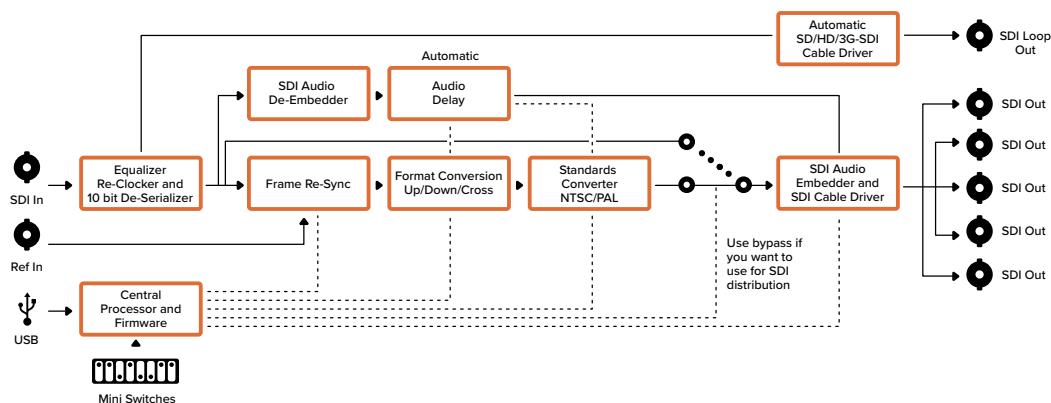 Automatic
SD/HD/3G-SDI
Cable Driver
SDI Loop
Out
Automatic
SDI Audio
De-Embedder
Audio
Delay
SDI Out
SDI Out
SDI In
Equalizer
Re-Clocker and
10 bit De-Serializer
Frame Re-Sync
Format Conversion
Up/Down/Cross
Standards
Converter
NTSC/PAL
SDI Audio
Embedder and
SDI Cable Driver
SDI Out
Ref In
Use bypass if
you want to
use for SDI
distribution
SDI Out
SDI Out
USB
Central
Processor and
Firmware
Mini Switches